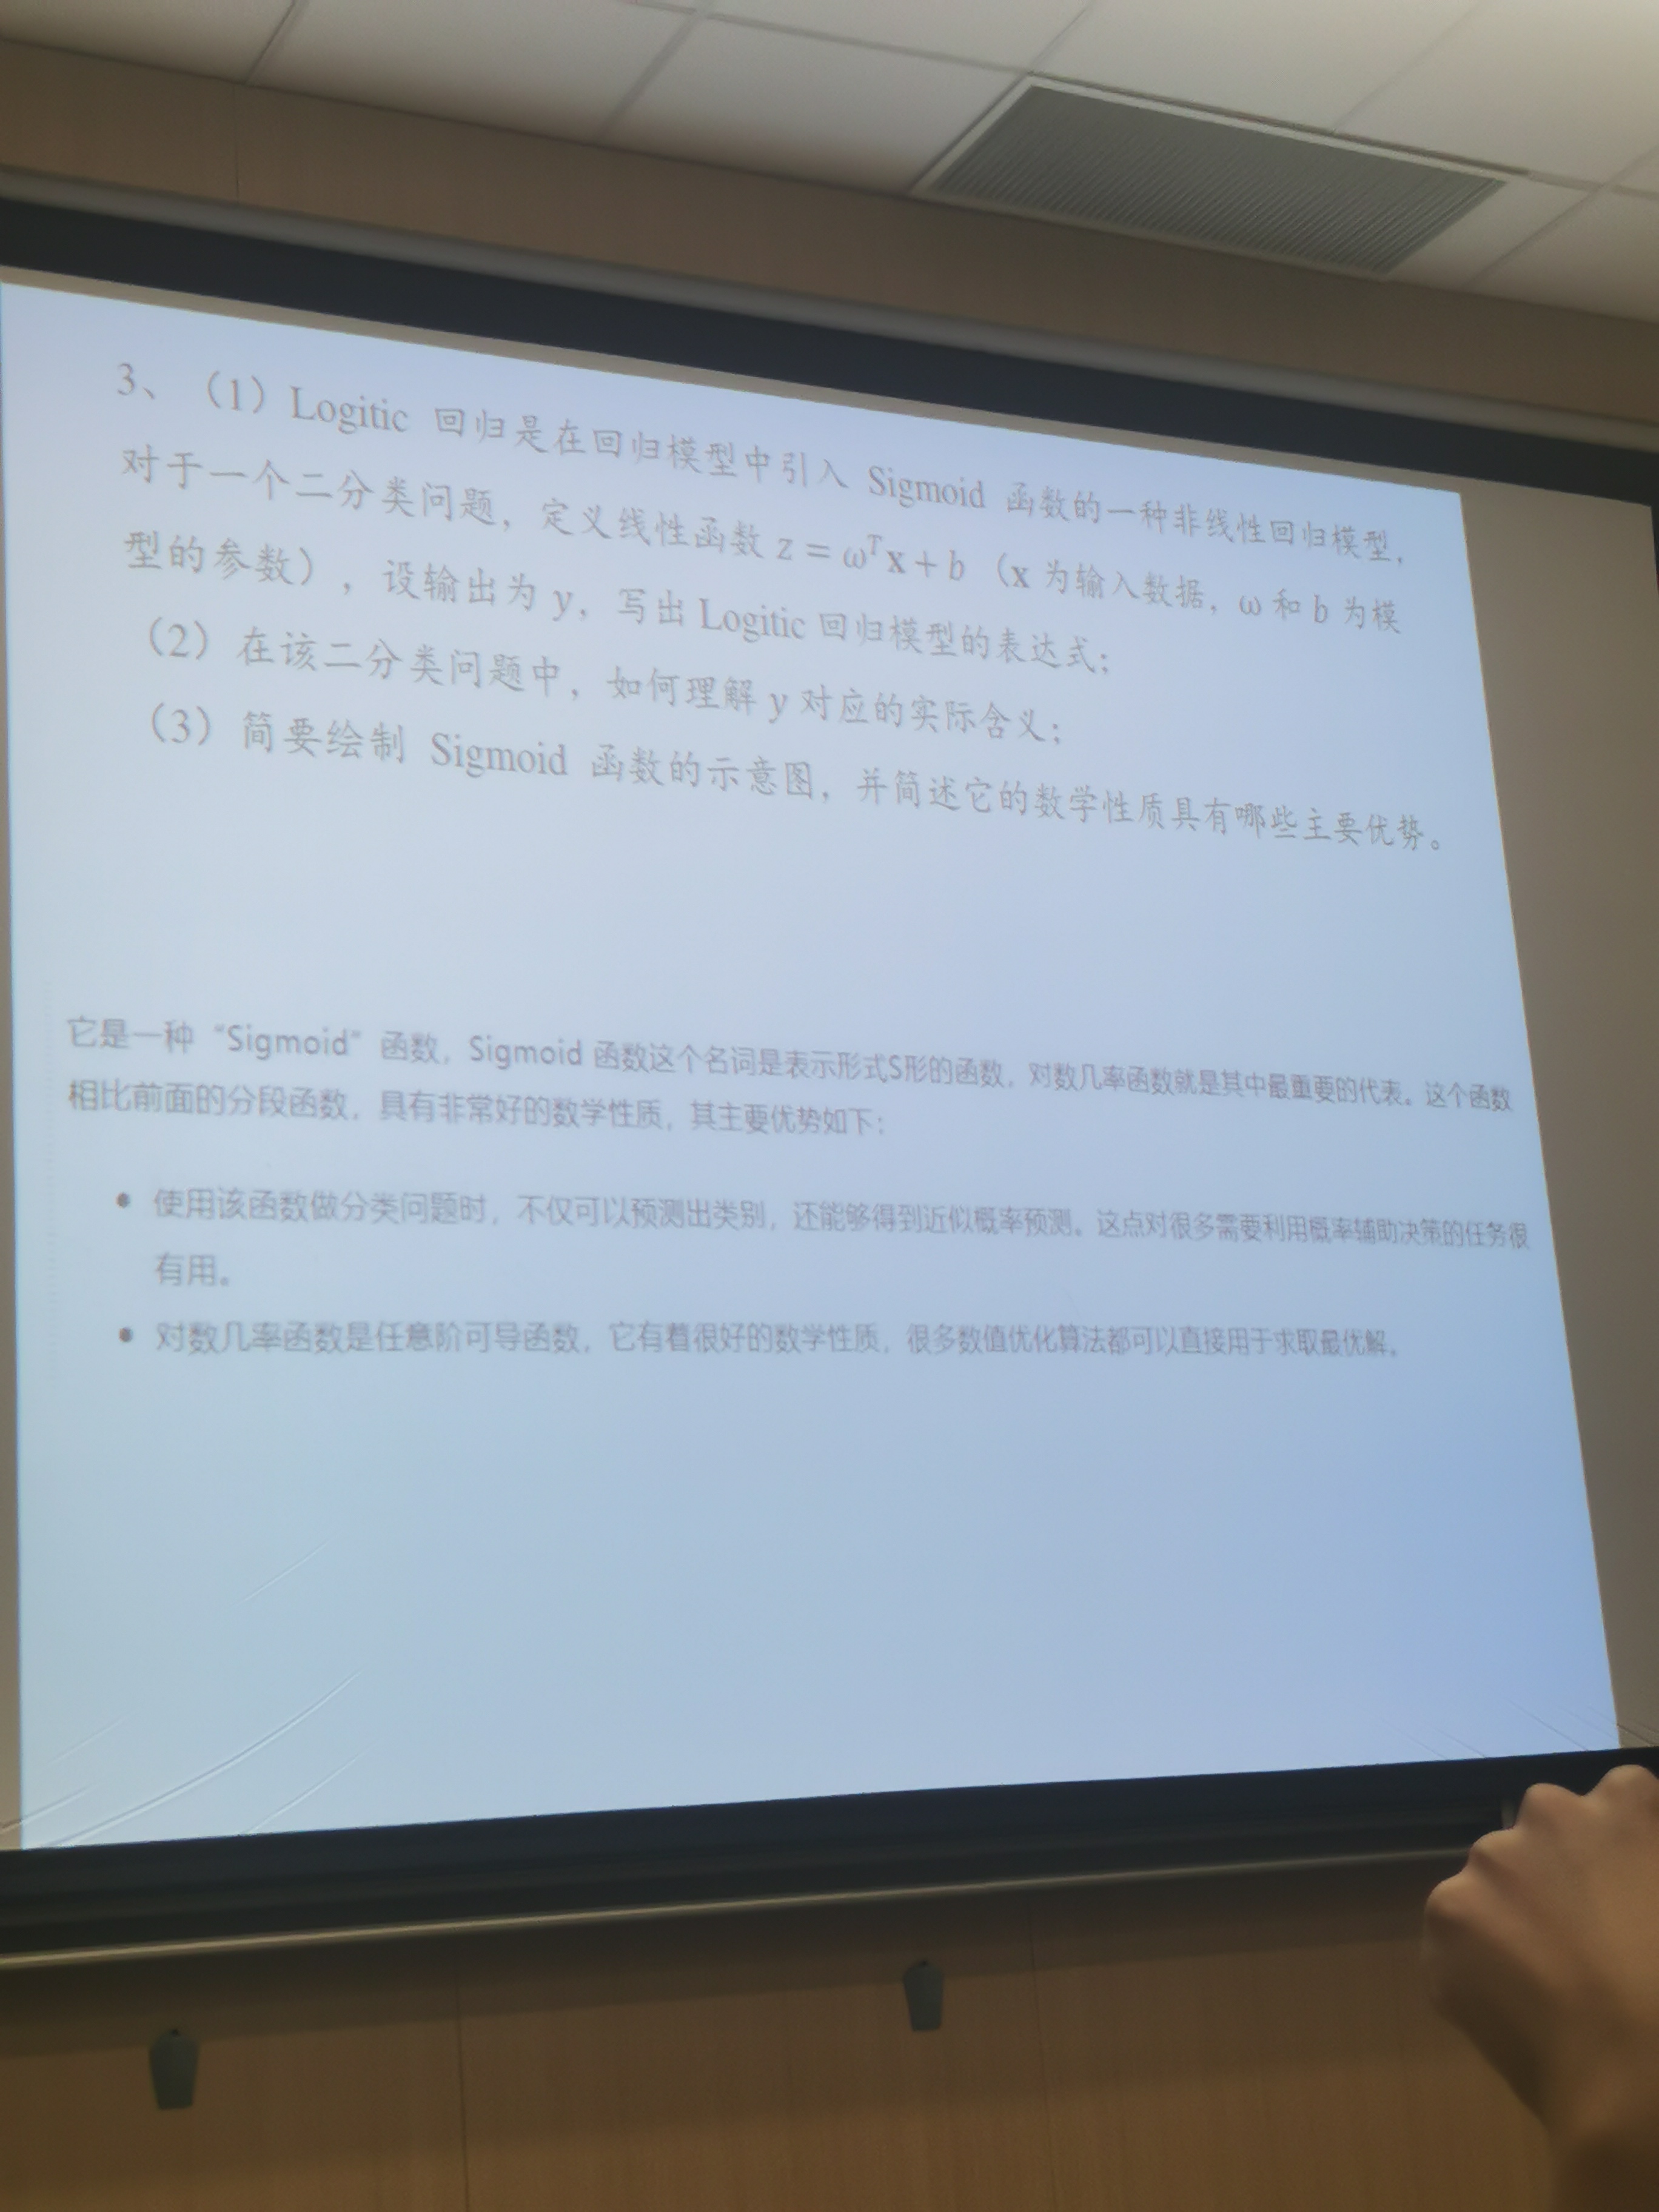 3、（1）Logitic 回归是在回归模型中引入 Sigmoid 函数的一种非线性回归模型，
对于一个二分类问题，定义线性函数 z = ωᵀx + b（x 为输入数据，ω 和 b 为模
型的参数），设输出为 y，写出 Logitic 回归模型的表达式；
（2）在该二分类问题中，如何理解 y 对应的实际含义；
（3）简要绘制 Sigmoid 函数的示意图，并简述它的数学性质具有哪些主要优势。
它是一种“Sigmoid”函数，Sigmoid 函数这个名词是表示形式S形的函数，对数几率函数就是其中最重要的代表。这个函数
相比前面的分段函数，具有非常好的数学性质，其主要优势如下：
• 使用该函数做分类问题时，不仅可以预测出类别，还能够得到近似概率预测。这点对很多需要利用概率辅助决策的任务很
有用。
• 对数几率函数是任意阶可导函数，它有着很好的数学性质，很多数值优化算法都可以直接用于求取最优解。